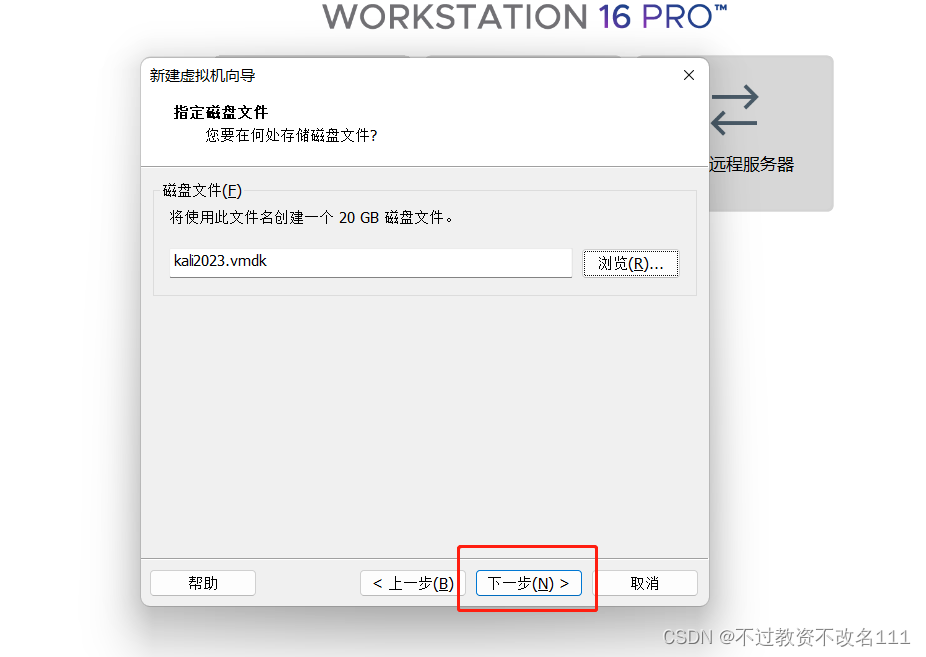 WORKSTATION 16 PRO™
新建虚拟机向导
指定磁盘文件
您要在何处存储磁盘文件?
远程服务器
磁盘文件(F)
将使用此文件名创建一个 20 GB 磁盘文件。
kali2023.vmdk
浏览(R)...
帮助
< 上一步(B)
下一步(N) >
取消
CSDN @不过教资不改名111